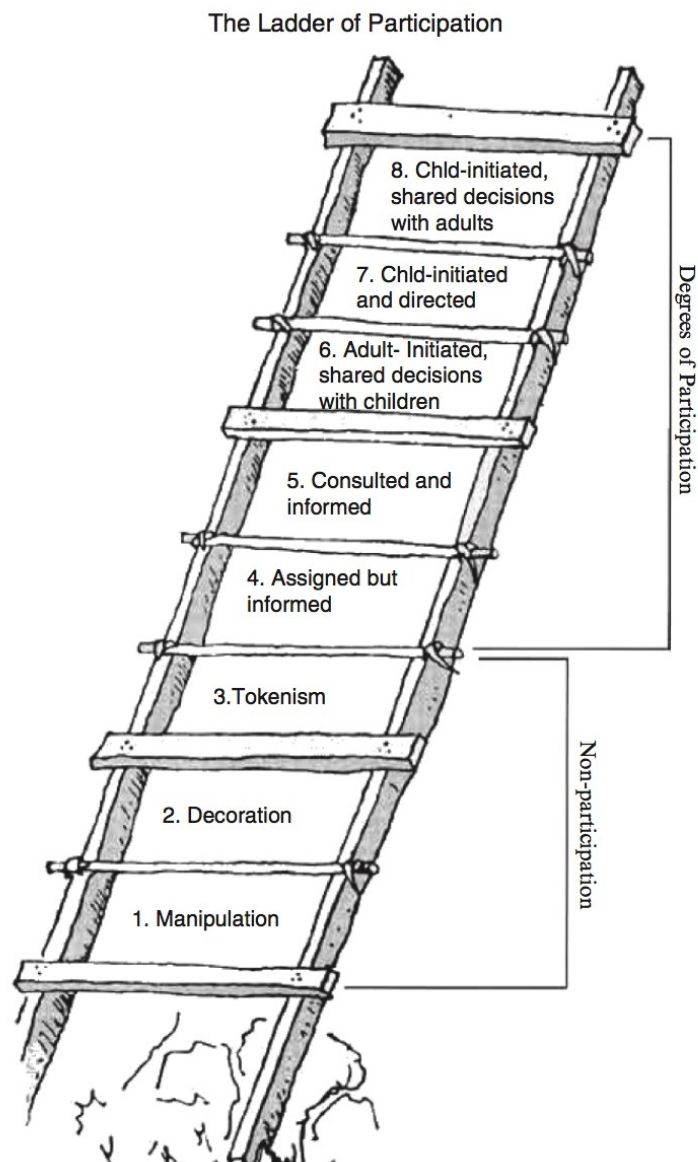 The Ladder of Participation
8. Chld-initiated,
shared decisions
with adults
7. Chld-initiated
and directed
6. Adult- Initiated,
shared decisions
with children
5. Consulted and
informed
4. Assigned but
informed
3.Tokenism
2. Decoration
1. Manipulation
Degrees of Participation
Non-participation